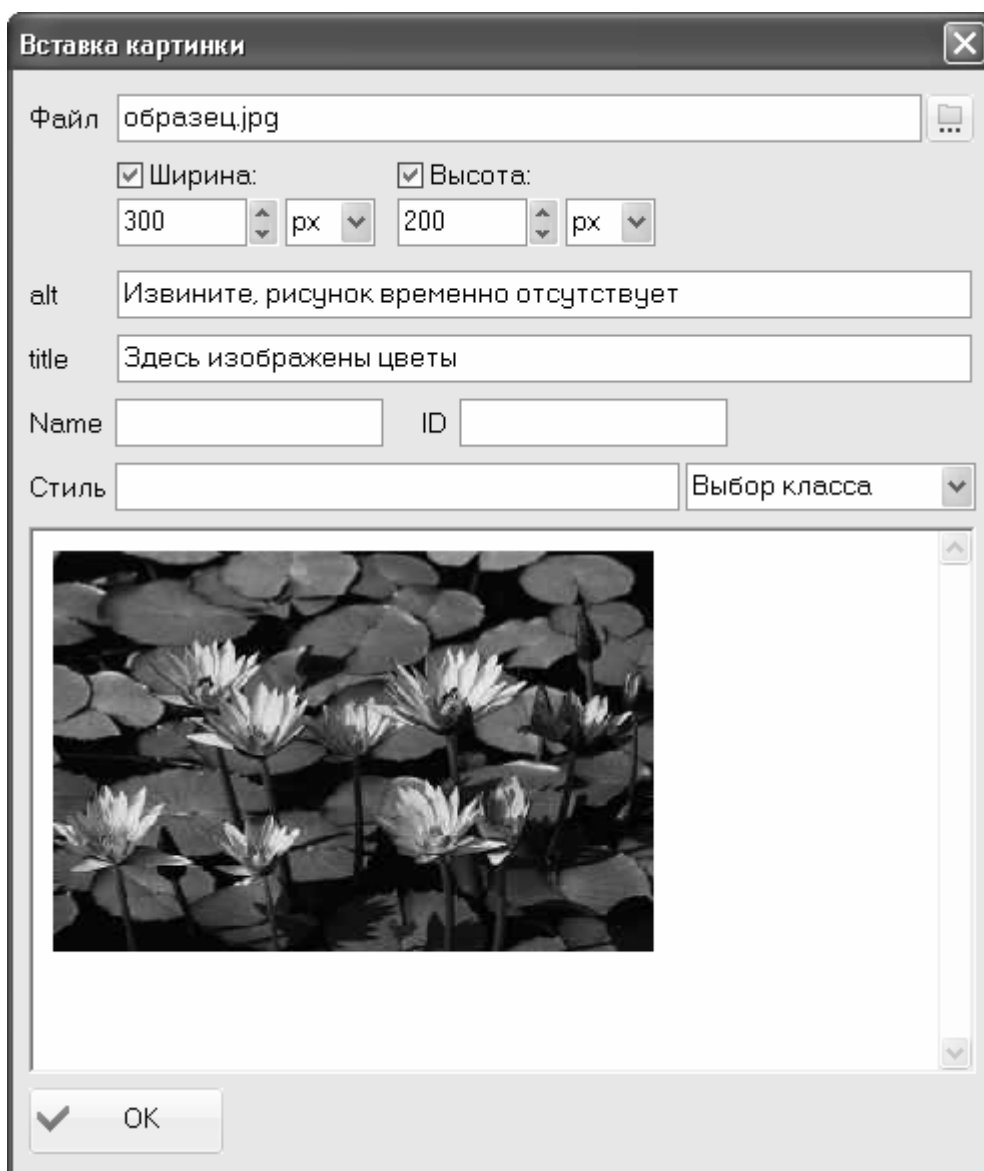 Вставка картинки
Файл образец.jpg
Ширина: Высота:
300 px 200 px
alt Извините, рисунок временно отсутствует
title Здесь изображены цветы
Name ID
Стиль Выбор класса
OK